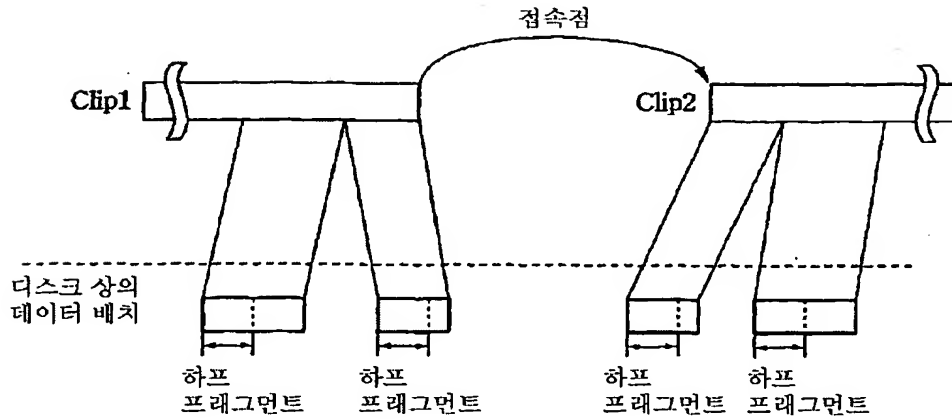 접속점
Clip1
Clip2
디스크 상의
데이터 배치
하프
프래그먼트
하프
프래그먼트
하프
프래그먼트
하프
프래그먼트